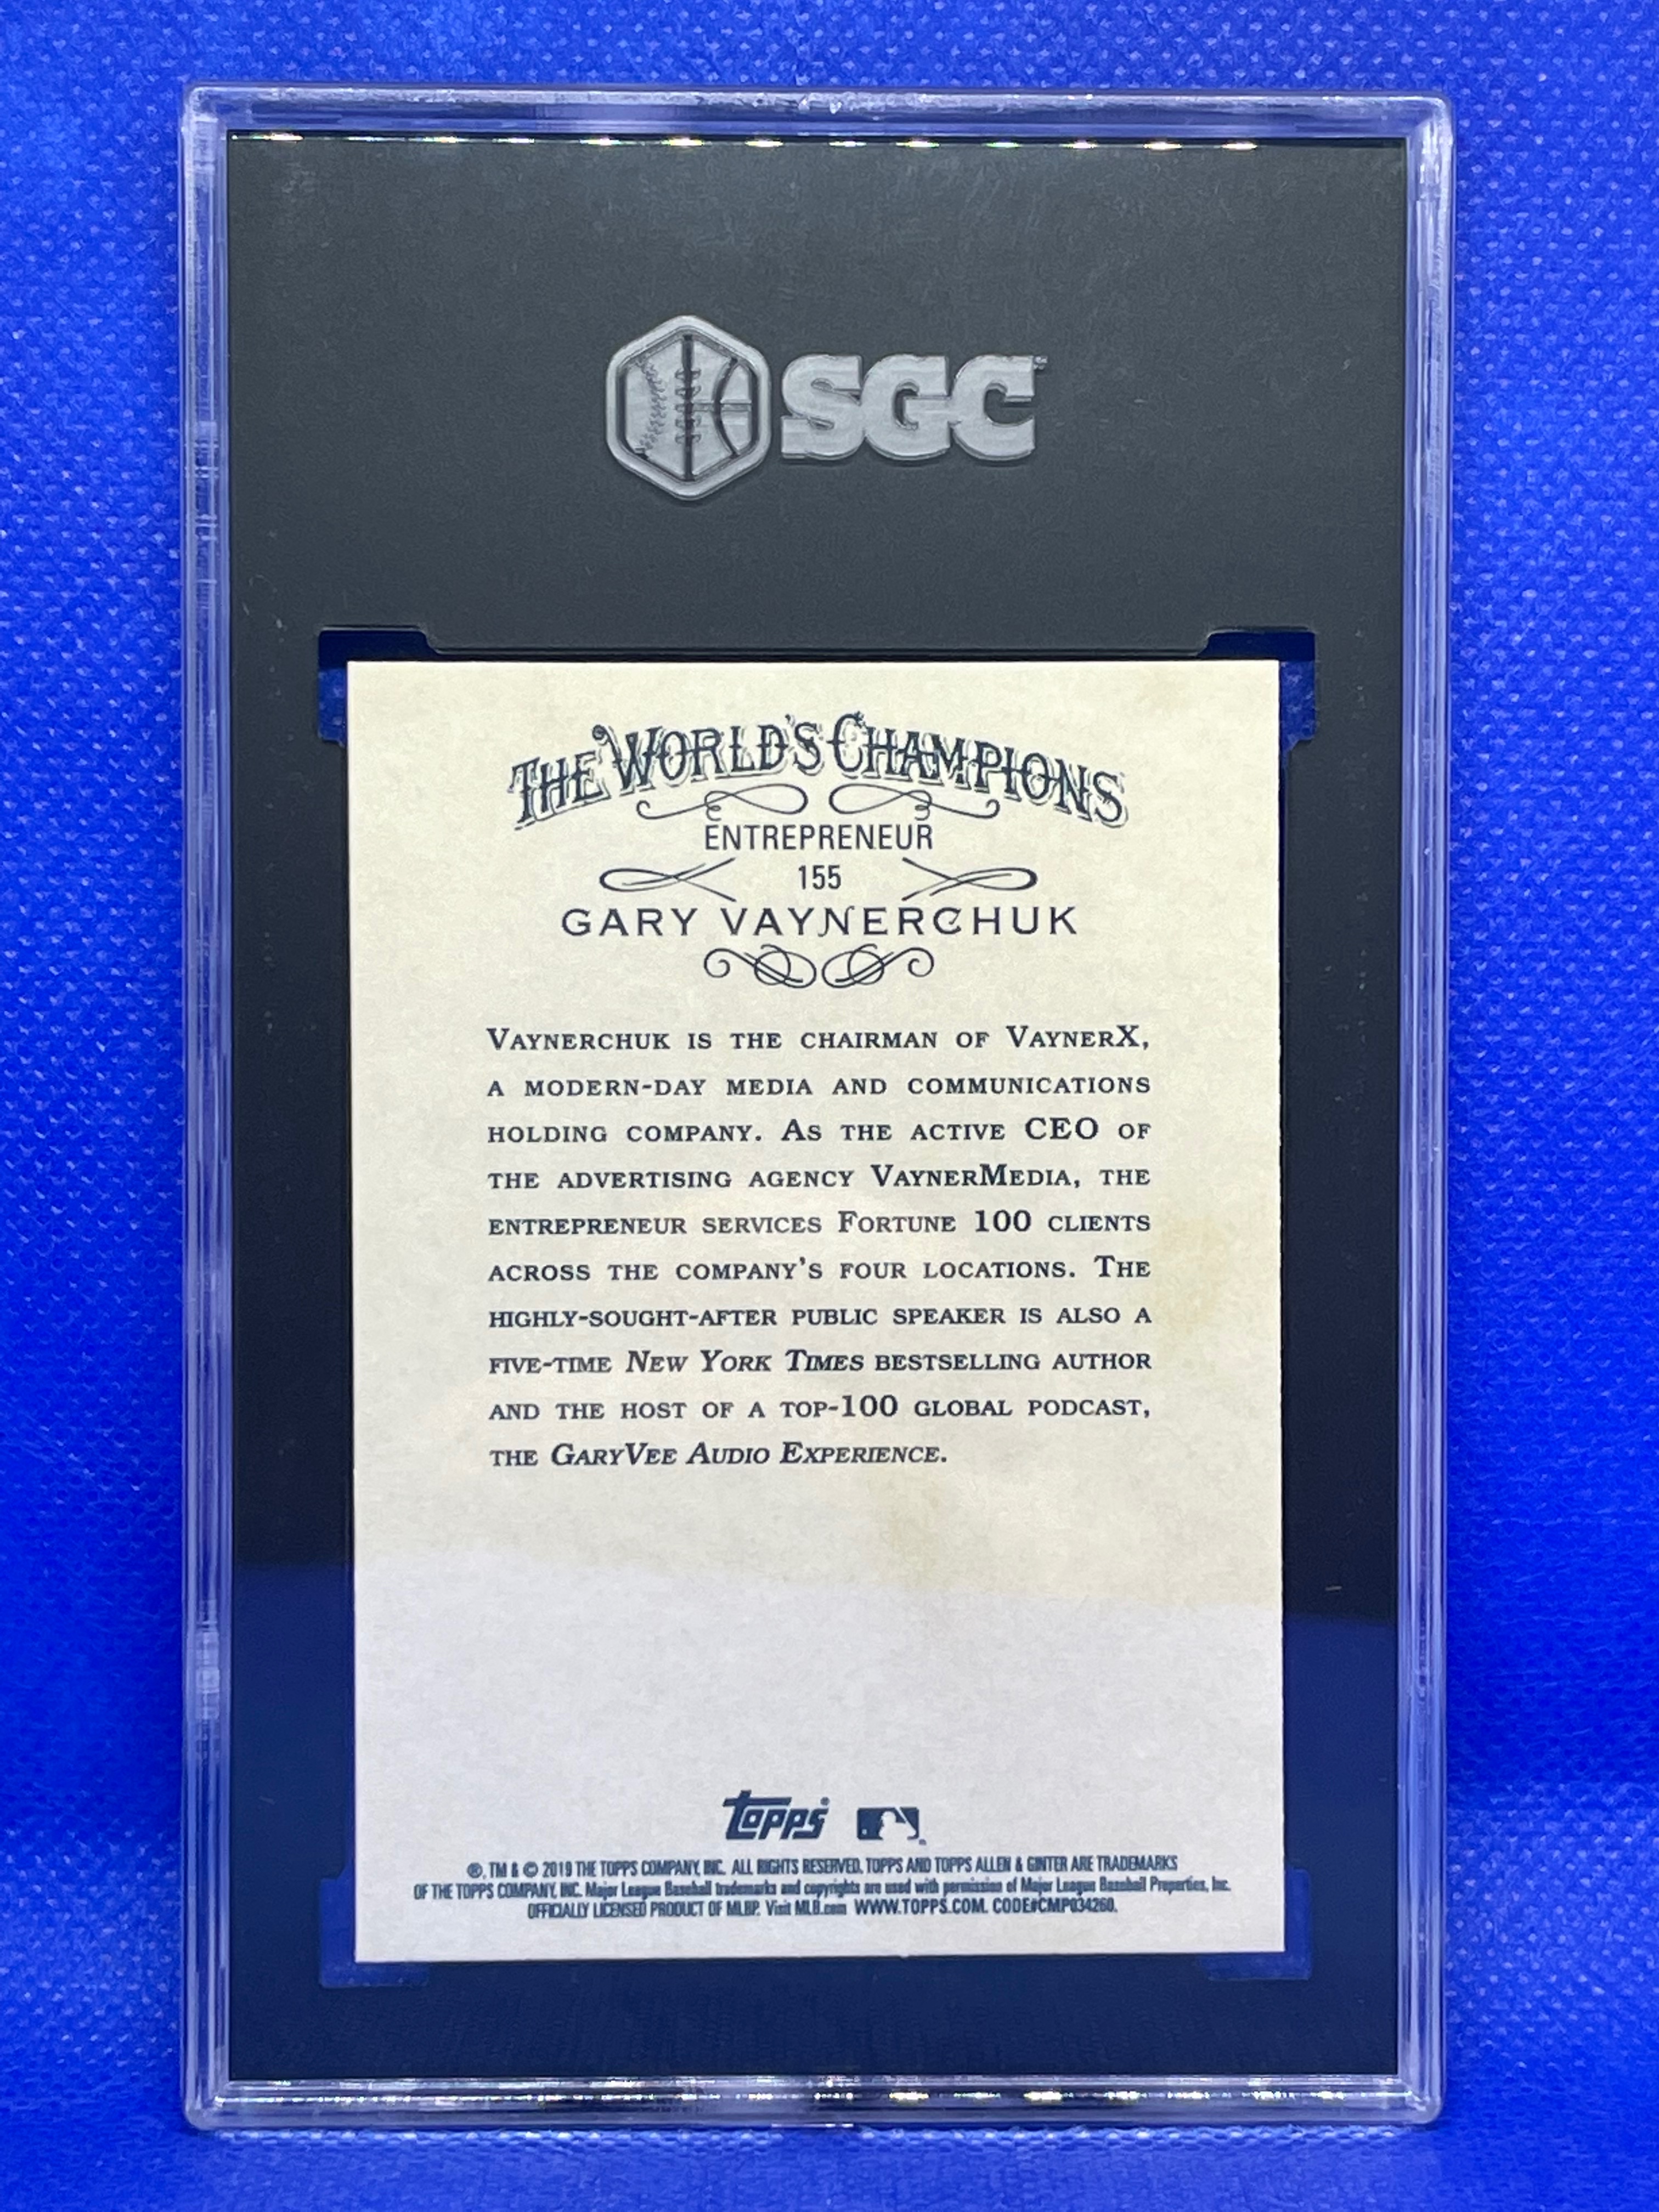 SGC
THE WORLD'S CHAMPIONS
ENTREPRENEUR
155
GARY VAYNERCHUK
VAYNERCHUK IS THE CHAIRMAN OF VAYNERX,
A MODERN-DAY MEDIA AND COMMUNICATIONS
HOLDING COMPANY. AS THE ACTIVE CEO OF
THE ADVERTISING AGENCY VAYNERMEDIA, THE
ENTREPRENEUR SERVICES FORTUNE 100 CLIENTS
ACROSS THE COMPANY'S FOUR LOCATIONS. THE
HIGHLY-SOUGHT-AFTER PUBLIC SPEAKER IS ALSO A
FIVE-TIME NEW YORK TIMES BESTSELLING AUTHOR
AND THE HOST OF A TOP-100 GLOBAL PODCAST,
THE GARYVEE AUDIO EXPERIENCE.
topps®
®, TM & © 2019 THE TOPPS COMPANY, INC. ALL RIGHTS RESERVED. TOPPS AND TOPPS ALLEN & GINTER ARE TRADEMARKS
OF THE TOPPS COMPANY, INC. Major League Baseball trademarks and copyrights are used with permission of Major League Baseball Properties, Inc.
OFFICIALLY LICENSED PRODUCT OF MLBP. Visit MLB.com WWW.TOPPS.COM. CODE#CMP034260.